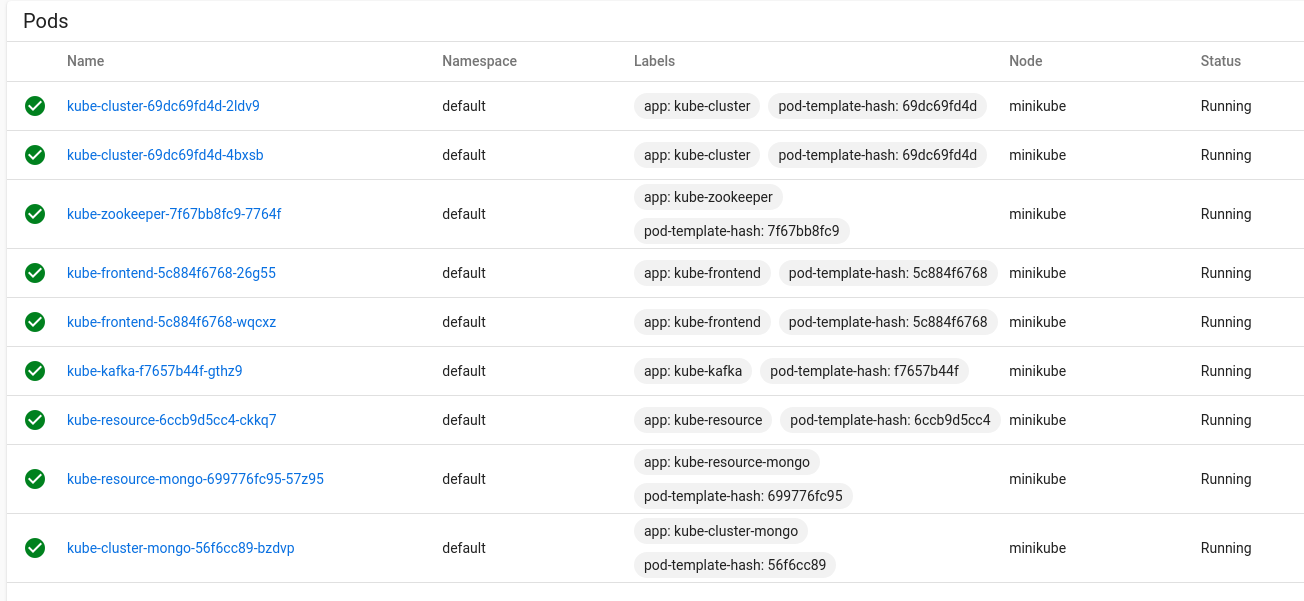 Pods
Name Namespace Labels Node Status
kube-cluster-69dc69fd4d-2ldv9 default app: kube-cluster pod-template-hash: 69dc69fd4d minikube Running
kube-cluster-69dc69fd4d-4bxsb default app: kube-cluster pod-template-hash: 69dc69fd4d minikube Running
app: kube-zookeeper
kube-zookeeper-7f67bb8fc9-7764f default minikube Running
pod-template-hash: 7f67bb8fc9
kube-frontend-5c884f6768-26g55 default app: kube-frontend pod-template-hash: 5c884f6768 minikube Running
kube-frontend-5c884f6768-wqcxz default app: kube-frontend pod-template-hash: 5c884f6768 minikube Running
kube-kafka-f7657b44f-gthz9 default app: kube-kafka pod-template-hash: f7657b44f minikube Running
kube-resource-6ccb9d5cc4-ckkq7 default app: kube-resource pod-template-hash: 6ccb9d5cc4 minikube Running
app: kube-resource-mongo
kube-resource-mongo-699776fc95-57z95 default minikube Running
pod-template-hash: 699776fc95
app: kube-cluster-mongo
kube-cluster-mongo-56f6cc89-bzdvp default minikube Running
pod-template-hash: 56f6cc89